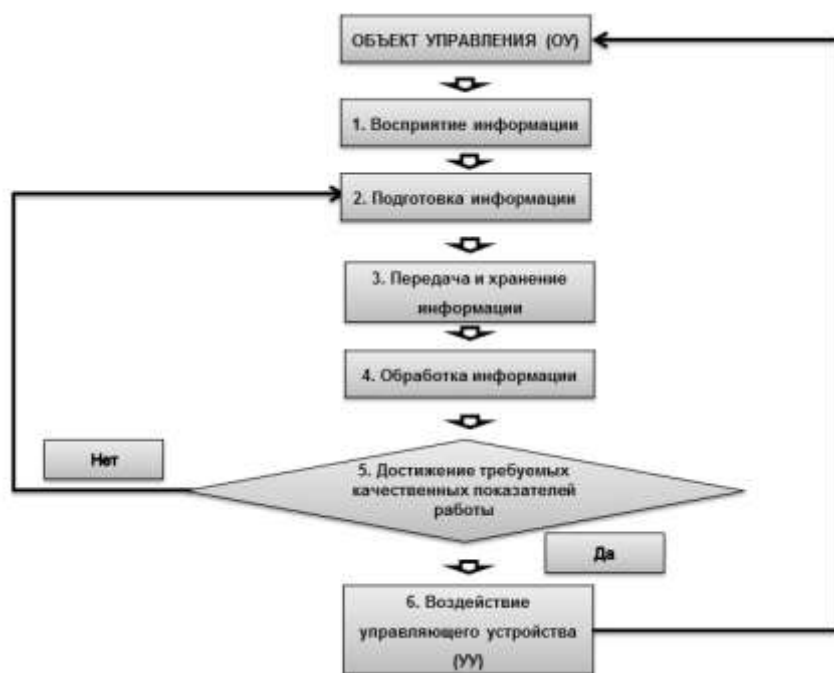 ОБЪЕКТ УПРАВЛЕНИЯ (ОУ)
1. Восприятие информации
2. Подготовка информации
3. Передача и хранение
информации
4. Обработка информации
Нет
5. Достижение требуемых
качественных показателей
работы
Да
6. Воздействие
управляющего устройства
(УУ)